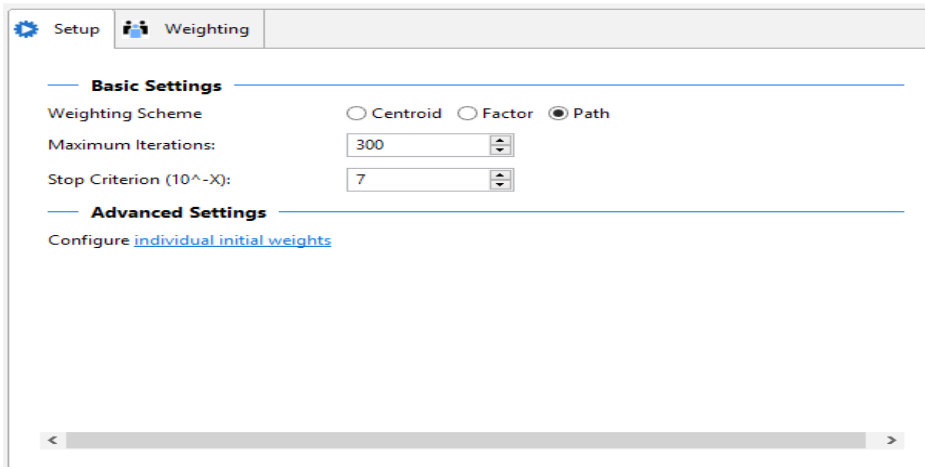 Setup Weighting
Basic Settings
Weighting Scheme Centroid Factor Path
Maximum Iterations: 300
Stop Criterion (10^-X): 7
Advanced Settings
Configure individual initial weights